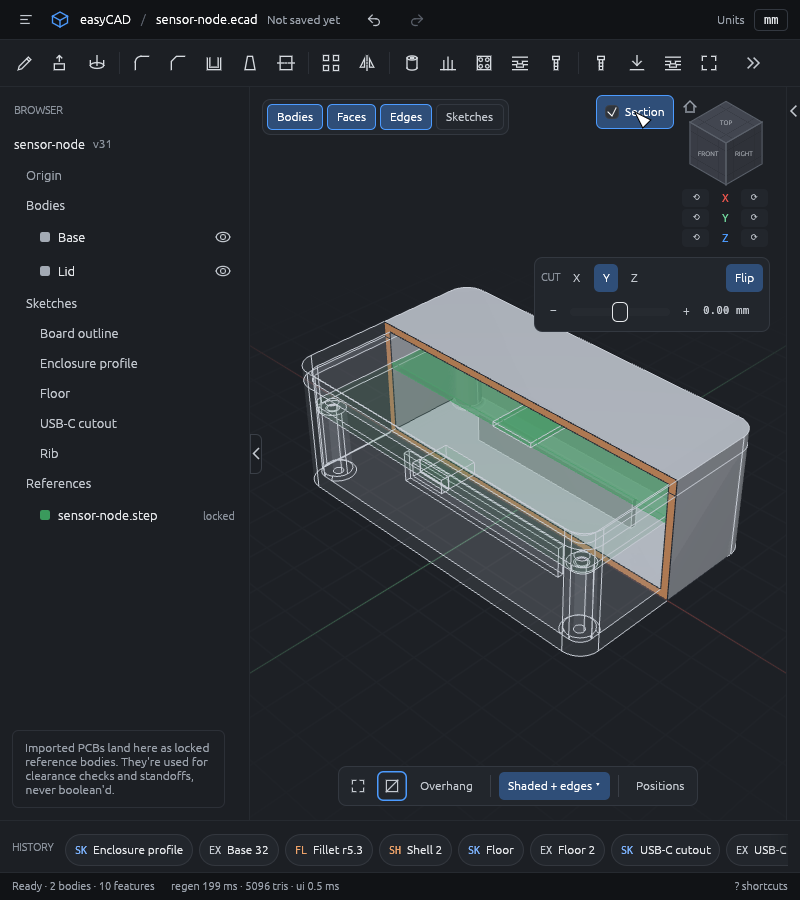 easyCAD / sensor-node.ecad Not saved yet Units mm
BROWSER
sensor-node v31
Origin
Bodies
Base
Lid
Sketches
Board outline
Enclosure profile
Floor
USB-C cutout
Rib
References
sensor-node.step locked
Imported PCBs land here as locked
reference bodies. They're used for
clearance checks and standoffs,
never boolean'd.
Bodies Faces Edges Sketches
Section
TOP
FRONT RIGHT
X
Y
Z
CUT X Y Z Flip
− + 0.00 mm
Overhang Shaded + edges Positions
HISTORY SK Enclosure profile EX Base 32 FL Fillet r5.3 SH Shell 2 SK Floor EX Floor 2 SK USB-C cutout EX USB-C
Ready · 2 bodies · 10 features regen 199 ms · 5096 tris · ui 0.5 ms ? shortcuts